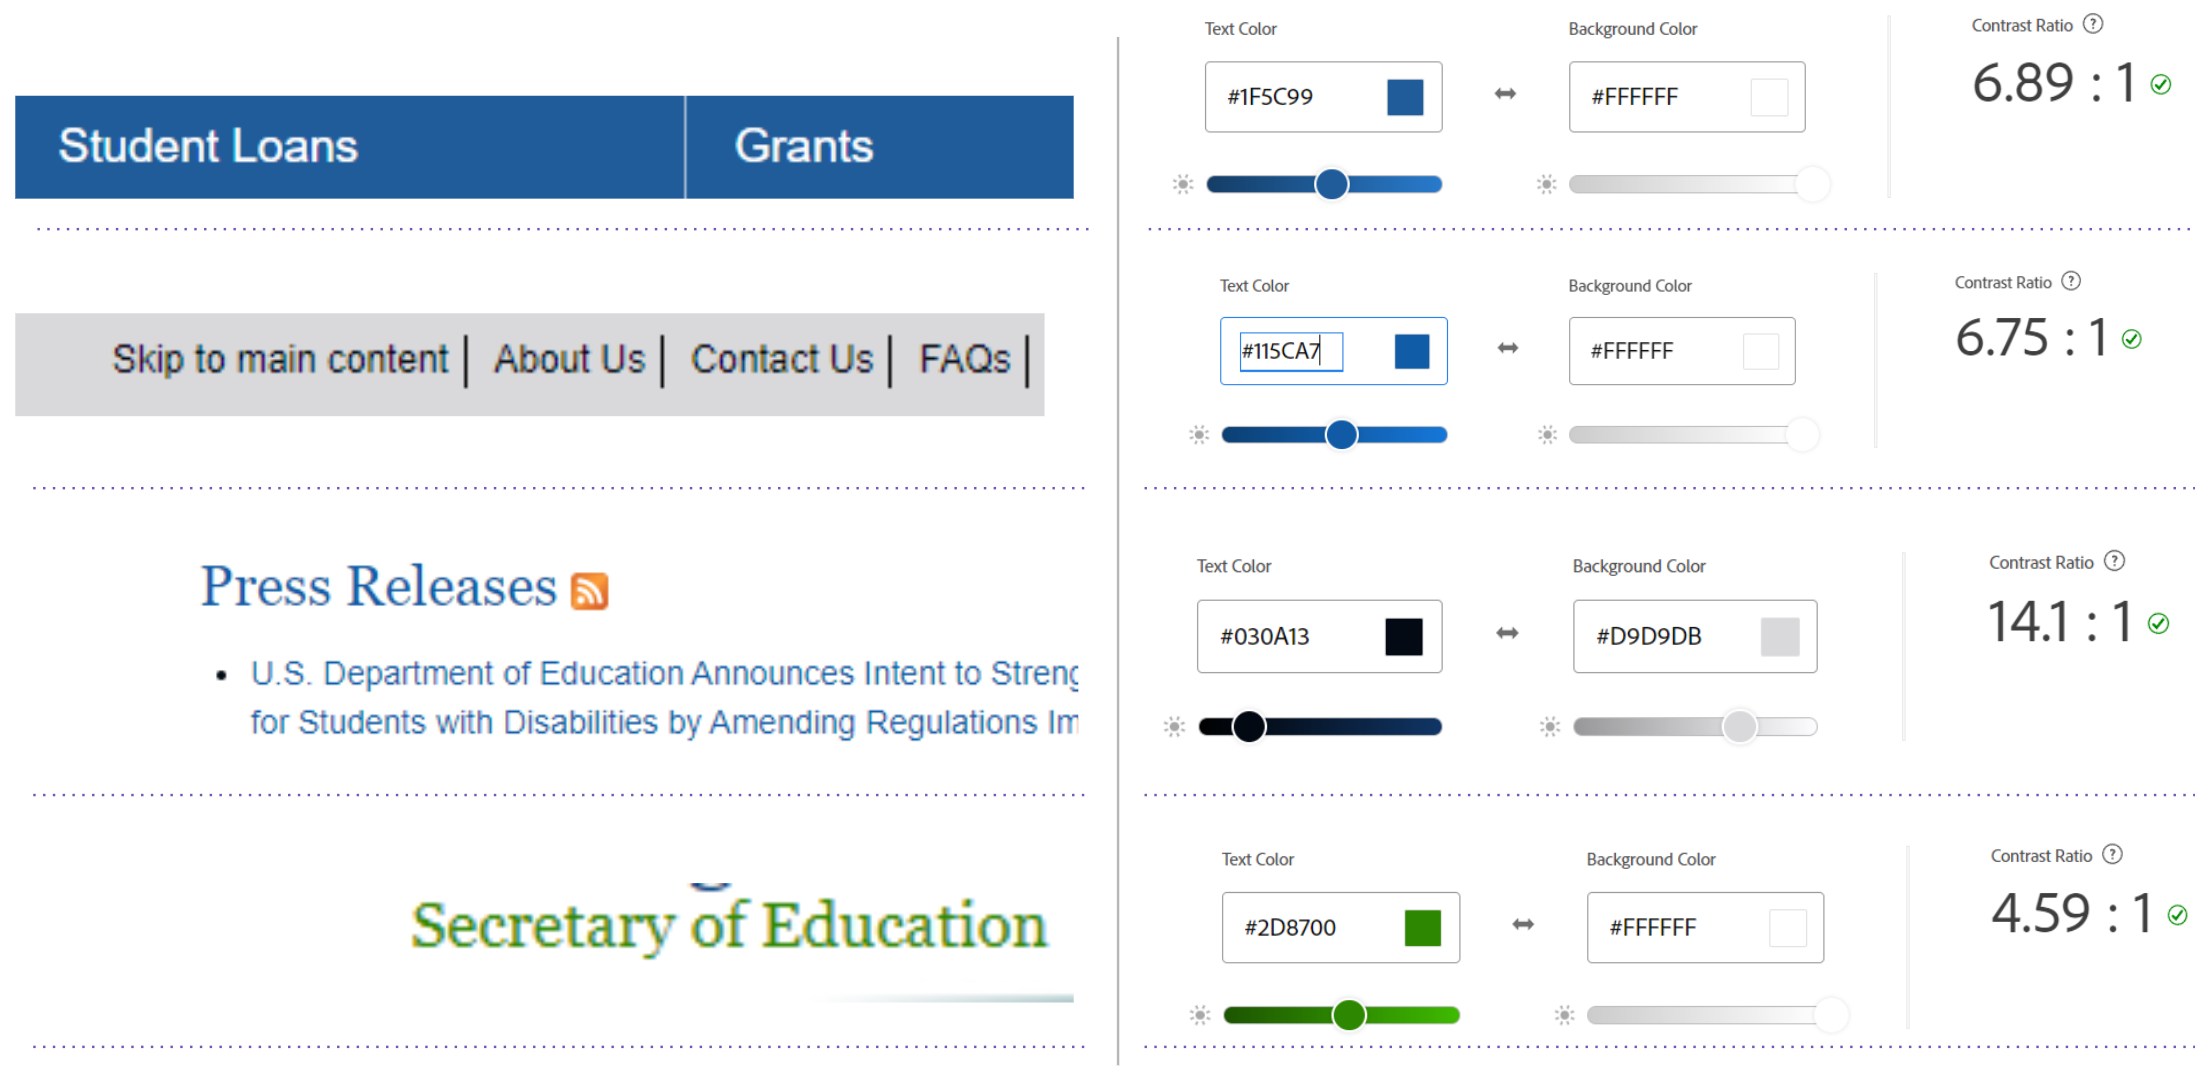 Student Loans Grants
Text Color Background Color Contrast Ratio ?
#1F5C99 #FFFFFF 6.89 : 1
Skip to main content | About Us | Contact Us | FAQs |
Text Color Background Color Contrast Ratio ?
#115CA7 #FFFFFF 6.75 : 1
Press Releases
• U.S. Department of Education Announces Intent to Streng
for Students with Disabilities by Amending Regulations Im
Text Color Background Color Contrast Ratio ?
#030A13 #D9D9DB 14.1 : 1
Secretary of Education
Text Color Background Color Contrast Ratio ?
#2D8700 #FFFFFF 4.59 : 1